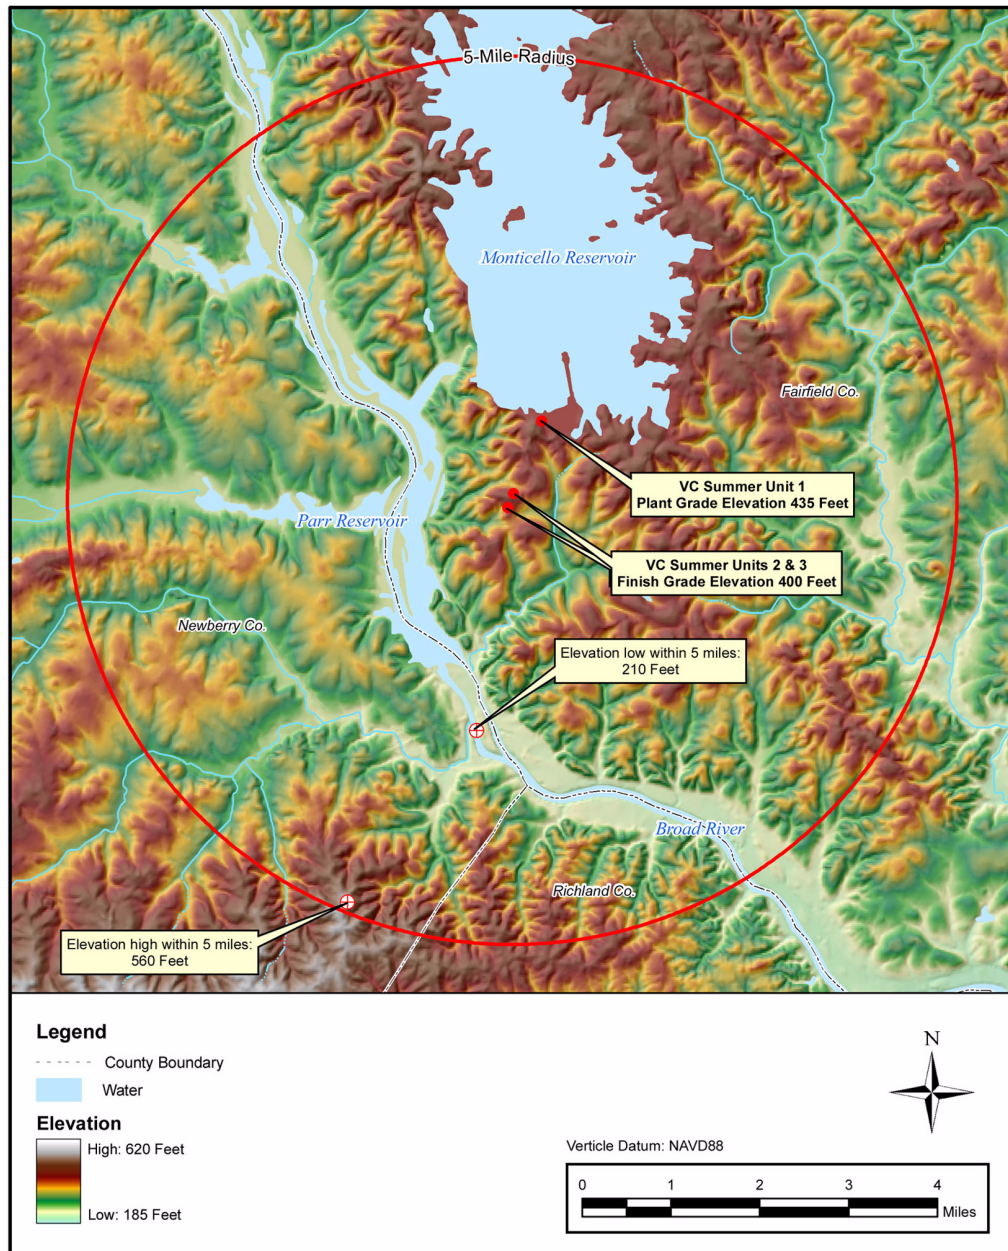 5-Mile Radius
Monticello Reservoir
Fairfield Co.
VC Summer Unit 1
Plant Grade Elevation 435 Feet
Parr Reservoir
VC Summer Units 2 & 3
Finish Grade Elevation 400 Feet
Newberry Co.
Elevation low within 5 miles:
210 Feet
Broad River
Richland Co.
Elevation high within 5 miles:
560 Feet
Legend
County Boundary
Water
Elevation
High: 620 Feet
Low: 185 Feet
N
Verticle Datum: NAVD88
0 1 2 3 4
Miles